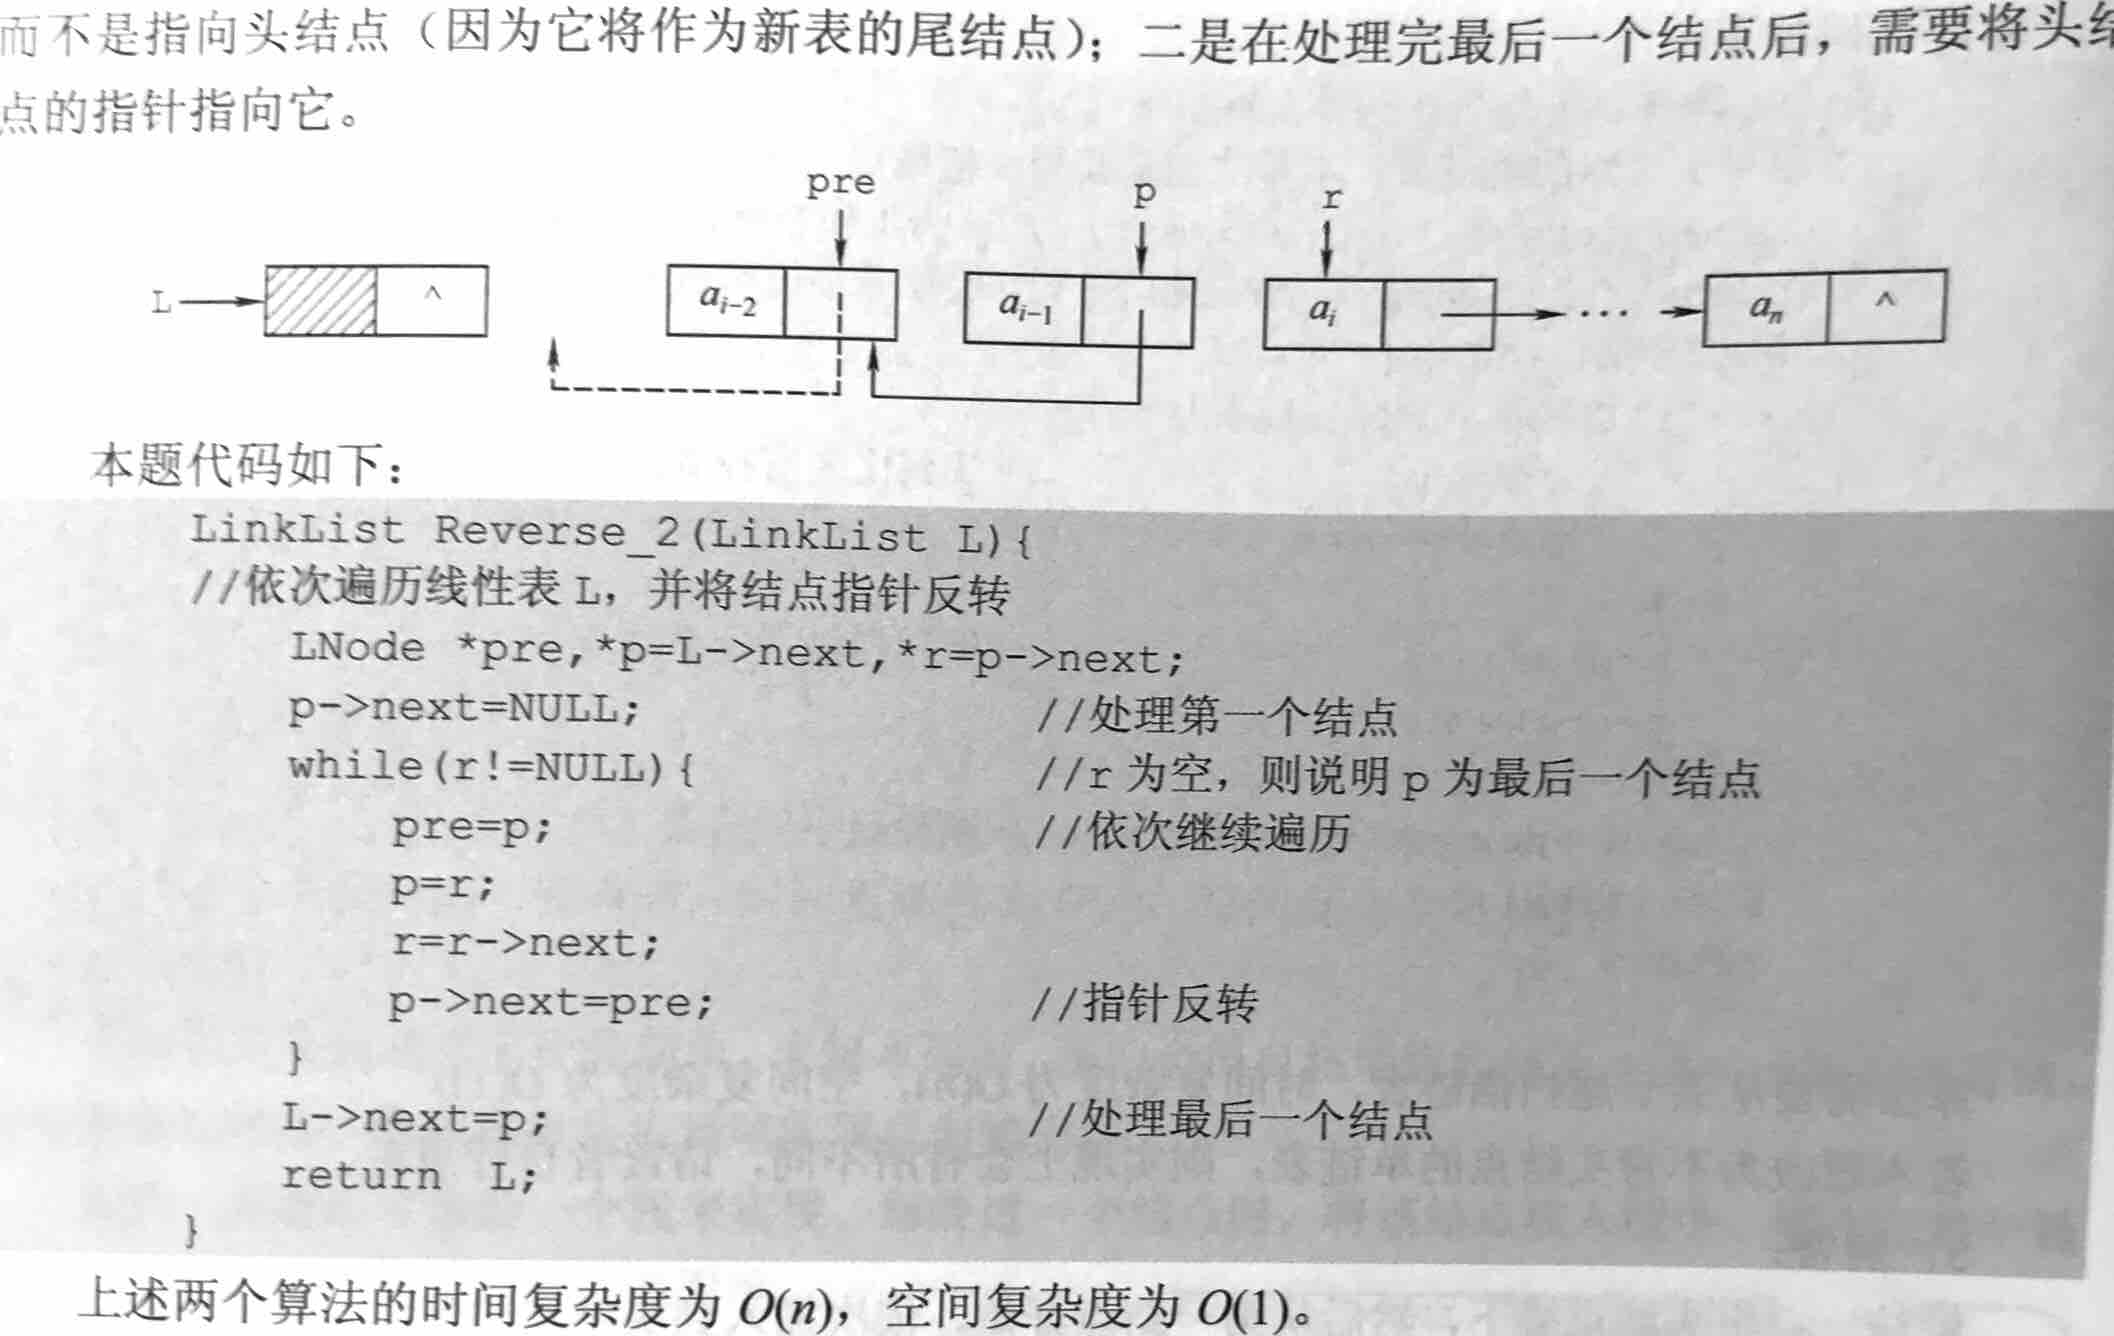 而不是指向头结点（因为它将作为新表的尾结点）；二是在处理完最后一个结点后，需要将头结
点的指针指向它。
pre p r
L ^ aᵢ₋₂ aᵢ₋₁ aᵢ ··· aₙ ^
本题代码如下：
LinkList Reverse_2(LinkList L){
//依次遍历线性表 L，并将结点指针反转
LNode *pre,*p=L->next,*r=p->next;
p->next=NULL; //处理第一个结点
while(r!=NULL){ //r 为空，则说明 p 为最后一个结点
pre=p; //依次继续遍历
p=r;
r=r->next;
p->next=pre; //指针反转
}
L->next=p; //处理最后一个结点
return L;
}
上述两个算法的时间复杂度为 O(n)，空间复杂度为 O(1)。